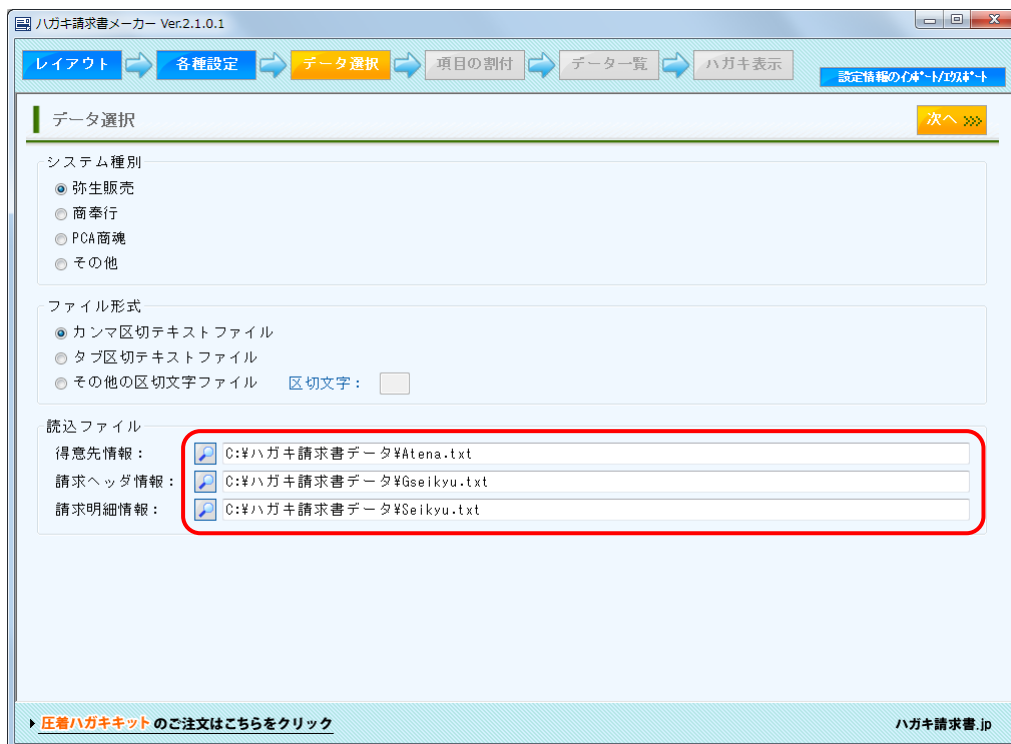 ハガキ請求書メーカー Ver.2.1.0.1
レイアウト 各種設定 データ選択 項目の割付 データ一覧 ハガキ表示
設定情報のｲﾝﾎﾟｰﾄ/ｴｸｽﾎﾟｰﾄ
データ選択
次へ >>>
システム種別
弥生販売
商奉行
PCA商魂
その他
ファイル形式
カンマ区切テキストファイル
タブ区切テキストファイル
その他の区切文字ファイル 区切文字：
読込ファイル
得意先情報： C:¥ハガキ請求書データ¥Atena.txt
請求ヘッダ情報： C:¥ハガキ請求書データ¥Gseikyu.txt
請求明細情報： C:¥ハガキ請求書データ¥Seikyu.txt
圧着ハガキキットのご注文はこちらをクリック
ハガキ請求書.jp